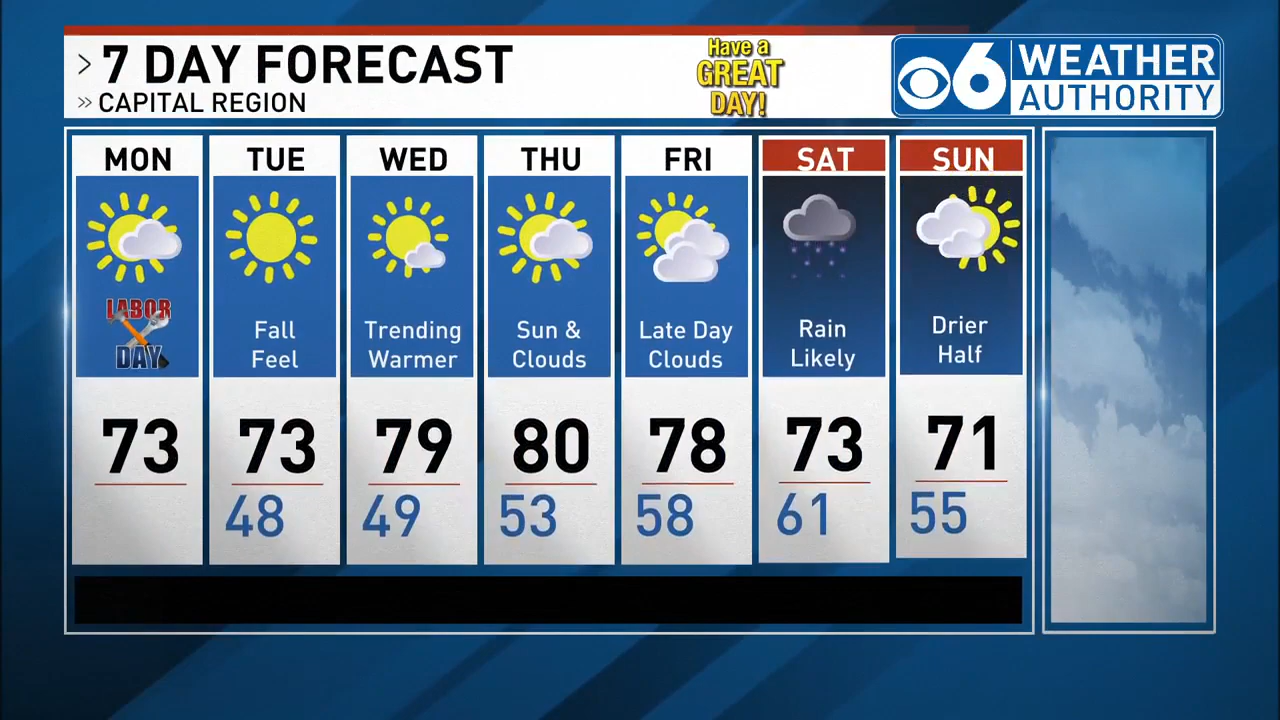 > 7 DAY FORECAST
» CAPITAL REGION
Have a
GREAT
DAY!
6 WEATHER
AUTHORITY
MON TUE WED THU FRI SAT SUN
LABOR
DAY
Fall
Feel
Trending
Warmer
Sun &
Clouds
Late Day
Clouds
Rain
Likely
Drier
Half
73 73 79 80 78 73 71
48 49 53 58 61 55